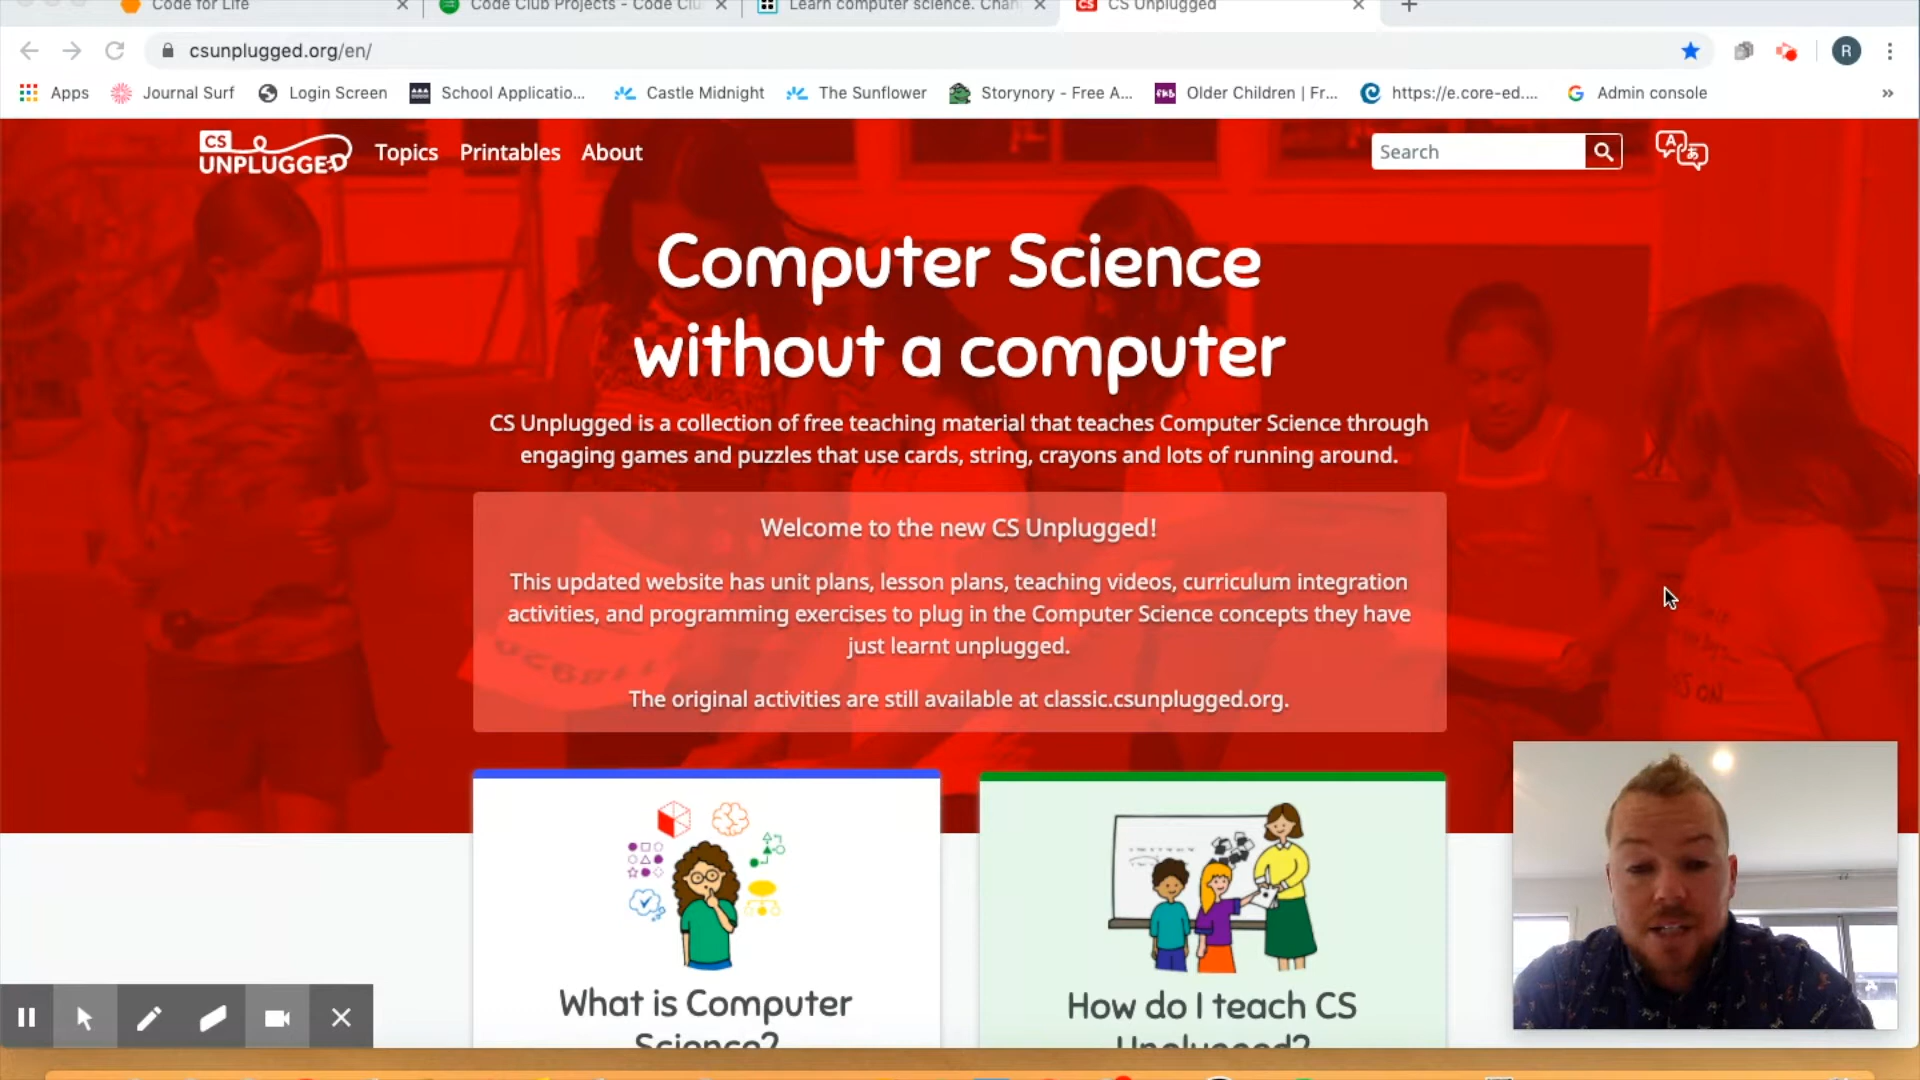 Code for Life
Code Club Projects - Code Clu
Learn computer science. Chan
CS Unplugged
csunplugged.org/en/
R
Apps
Journal Surf
Login Screen
School Applicatio...
Castle Midnight
The Sunflower
Storynory - Free A...
Older Children | Fr...
https://e.core-ed....
Admin console
»
CS
UNPLUGGED
Topics
Printables
About
Search
Computer Science
without a computer
CS Unplugged is a collection of free teaching material that teaches Computer Science through
engaging games and puzzles that use cards, string, crayons and lots of running around.
Welcome to the new CS Unplugged!
This updated website has unit plans, lesson plans, teaching videos, curriculum integration
activities, and programming exercises to plug in the Computer Science concepts they have
just learnt unplugged.
The original activities are still available at classic.csunplugged.org.
What is Computer
Science?
How do I teach CS
Unplugged?